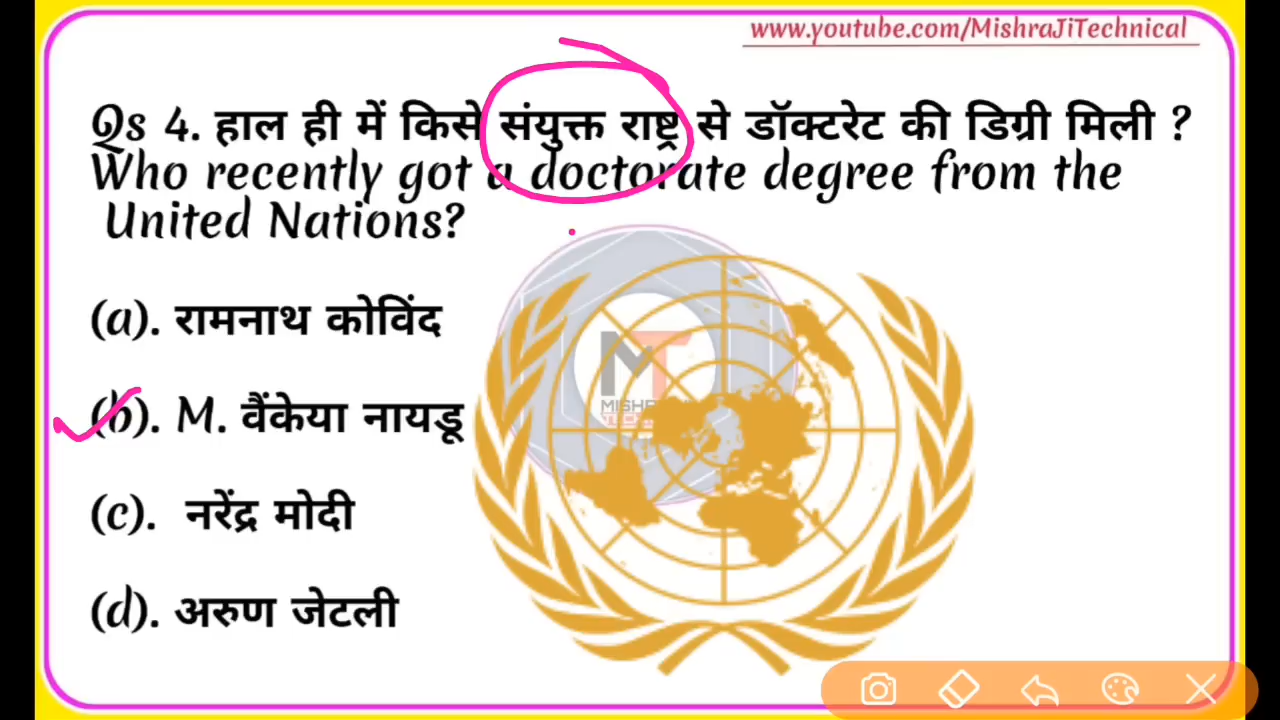 www.youtube.com/MishraJiTechnical
Qs 4. हाल ही में किसे संयुक्त राष्ट्र से डॉक्टरेट की डिग्री मिली ?
Who recently got a doctorate degree from the
United Nations?
(a). रामनाथ कोविंद
(b). M. वैंकेया नायडू
(c). नरेंद्र मोदी
(d). अरुण जेटली
MT